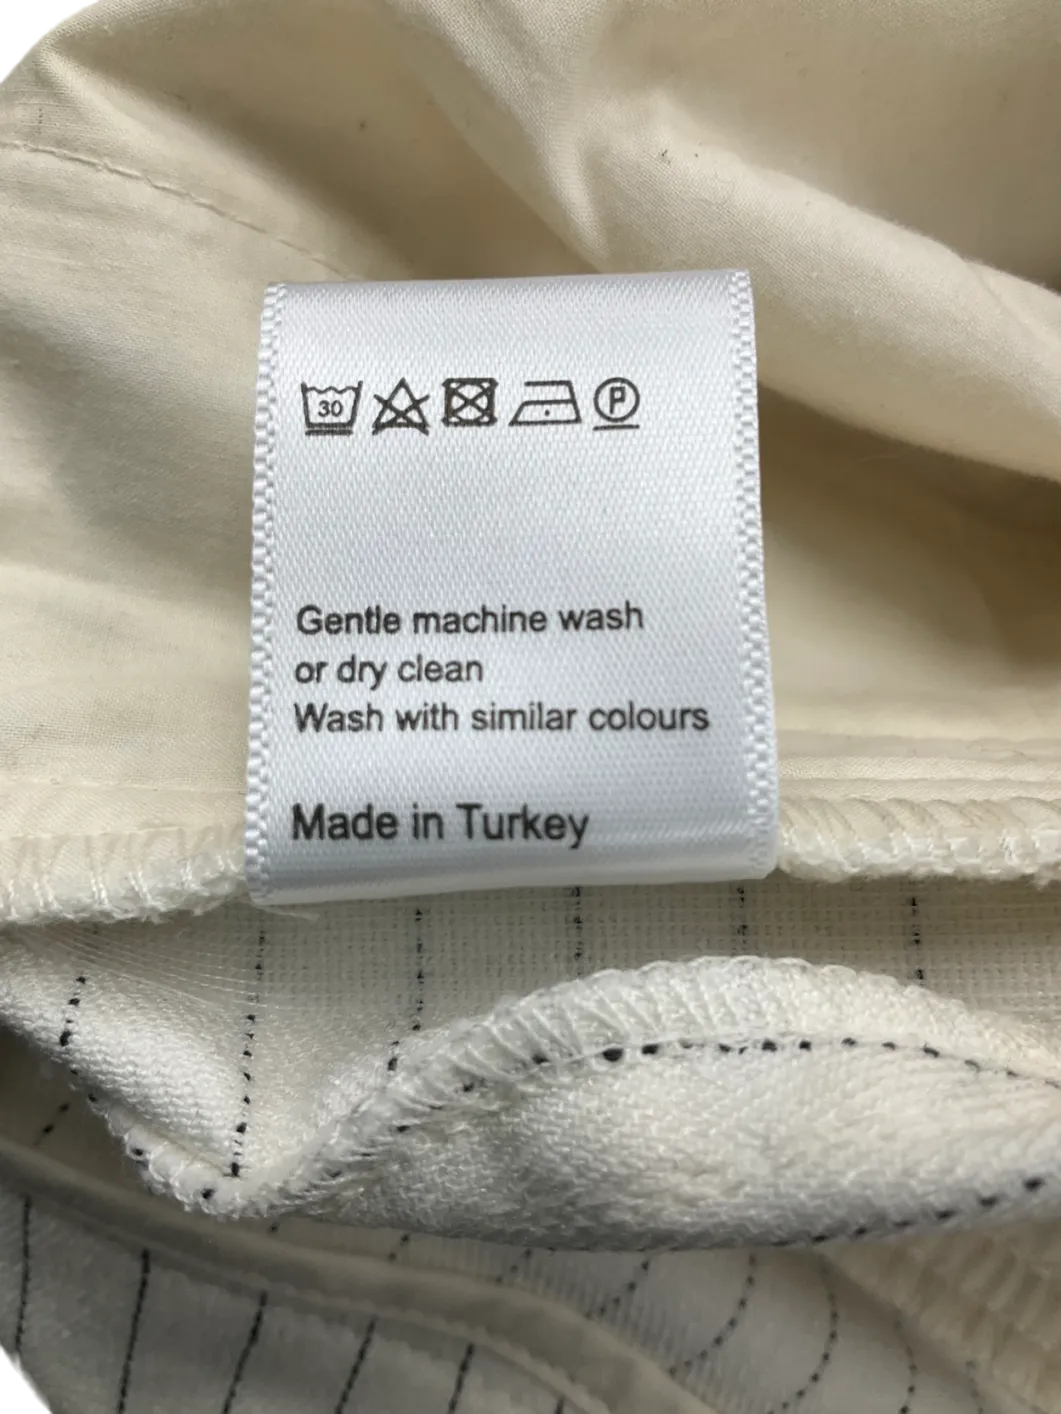 30 P
Gentle machine wash
or dry clean
Wash with similar colours
Made in Turkey